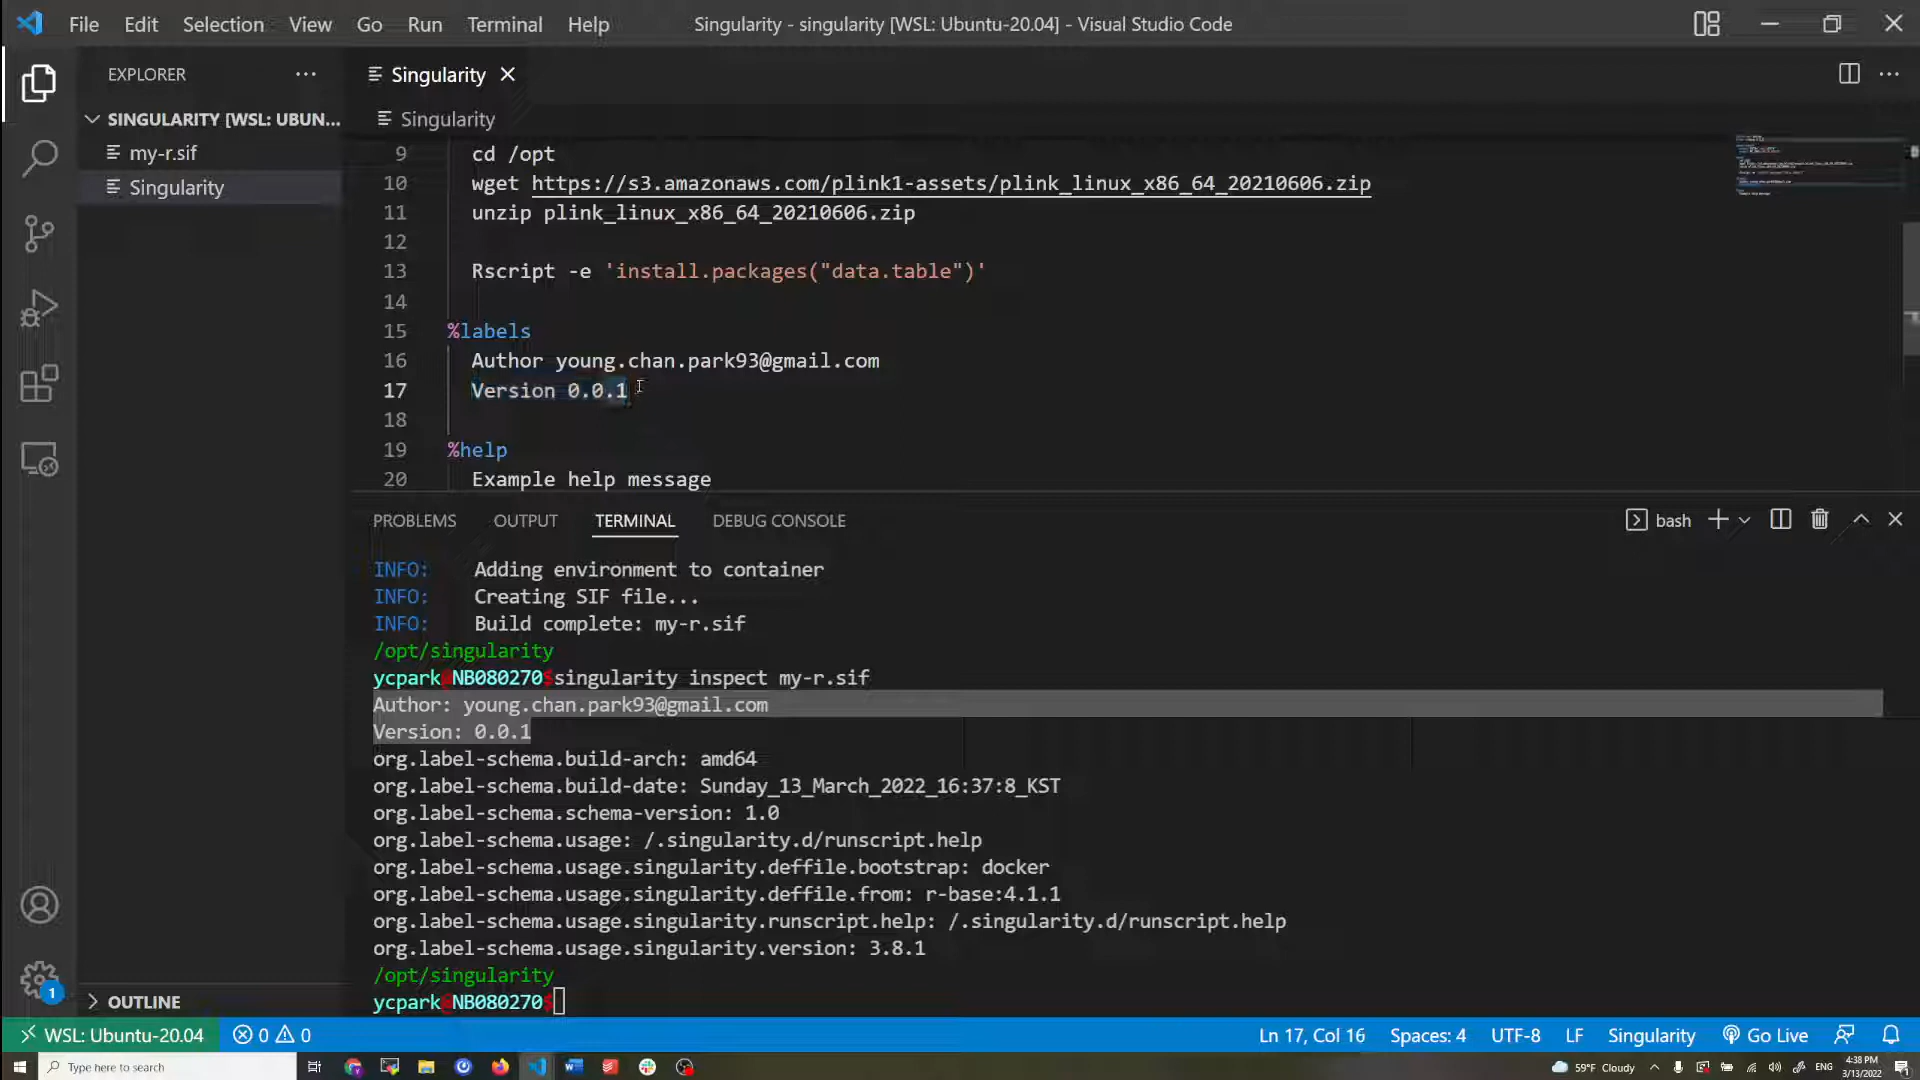 File Edit Selection View Go Run Terminal Help Singularity - singularity [WSL: Ubuntu-20.04] - Visual Studio Code
EXPLORER
SINGULARITY [WSL: UBUN...
my-r.sif
Singularity
OUTLINE
Singularity
Singularity
9 cd /opt
10 wget https://s3.amazonaws.com/plink1-assets/plink_linux_x86_64_20210606.zip
11 unzip plink_linux_x86_64_20210606.zip
12
13 Rscript -e 'install.packages("data.table")'
14
15 %labels
16 Author young.chan.park93@gmail.com
17 Version 0.0.1
18
19 %help
20 Example help message
PROBLEMS OUTPUT TERMINAL DEBUG CONSOLE bash
INFO: Adding environment to container
INFO: Creating SIF file...
INFO: Build complete: my-r.sif
/opt/singularity
ycpark@NB080270$singularity inspect my-r.sif
Author: young.chan.park93@gmail.com
Version: 0.0.1
org.label-schema.build-arch: amd64
org.label-schema.build-date: Sunday_13_March_2022_16:37:8_KST
org.label-schema.schema-version: 1.0
org.label-schema.usage: /.singularity.d/runscript.help
org.label-schema.usage.singularity.deffile.bootstrap: docker
org.label-schema.usage.singularity.deffile.from: r-base:4.1.1
org.label-schema.usage.singularity.runscript.help: /.singularity.d/runscript.help
org.label-schema.usage.singularity.version: 3.8.1
/opt/singularity
ycpark@NB080270$
1
WSL: Ubuntu-20.04 0 0 Ln 17, Col 16 Spaces: 4 UTF-8 LF Singularity Go Live
Type here to search 59°F Cloudy ENG 4:38 PM
3/13/2022